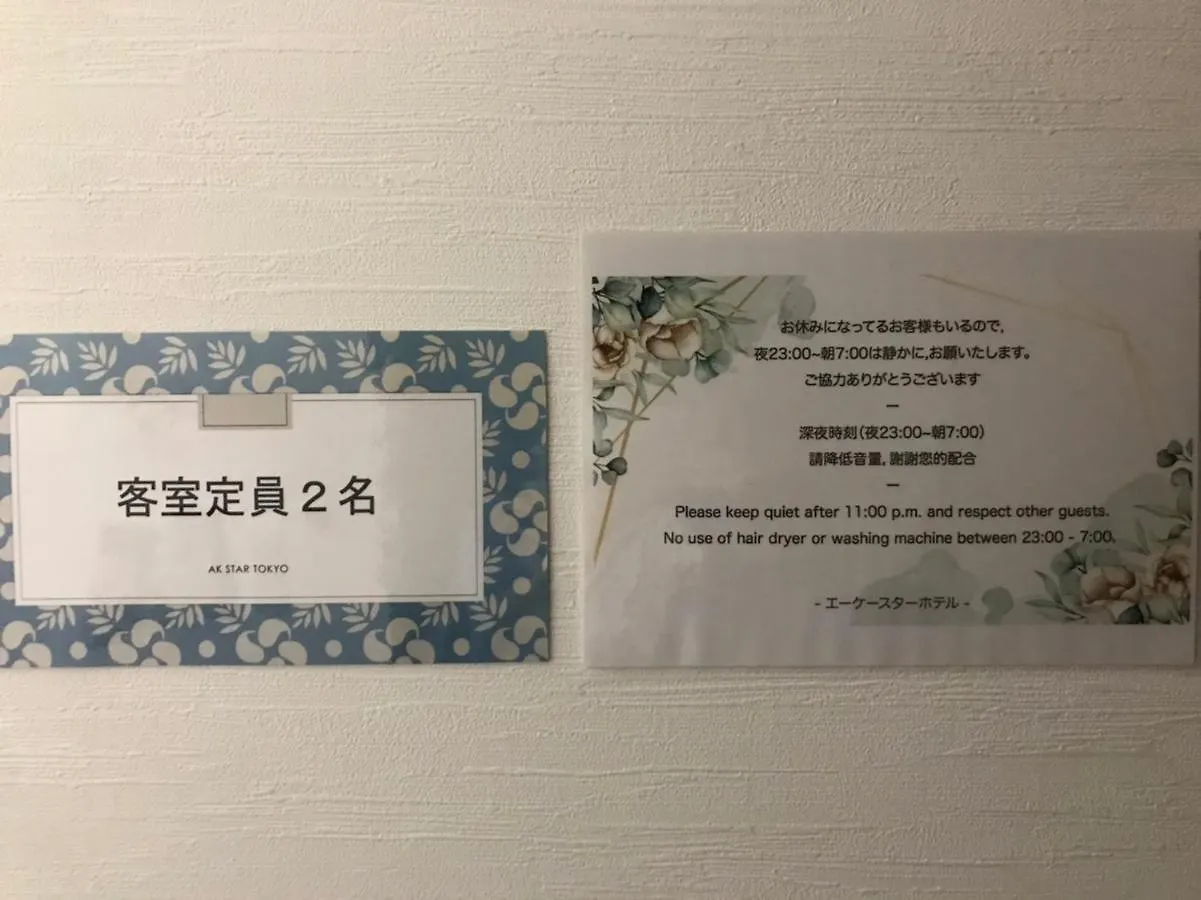 客室定員2名
AK STAR TOKYO
お休みになってるお客様もいるので,
夜23:00~朝7:00は静かに,お願いたします。
ご協力ありがとうございます
—
深夜時刻(夜23:00~朝7:00)
請降低音量,謝謝您的配合
—
Please keep quiet after 11:00 p.m. and respect other guests.
No use of hair dryer or washing machine between 23:00 - 7:00.
- エーケースターホテル -